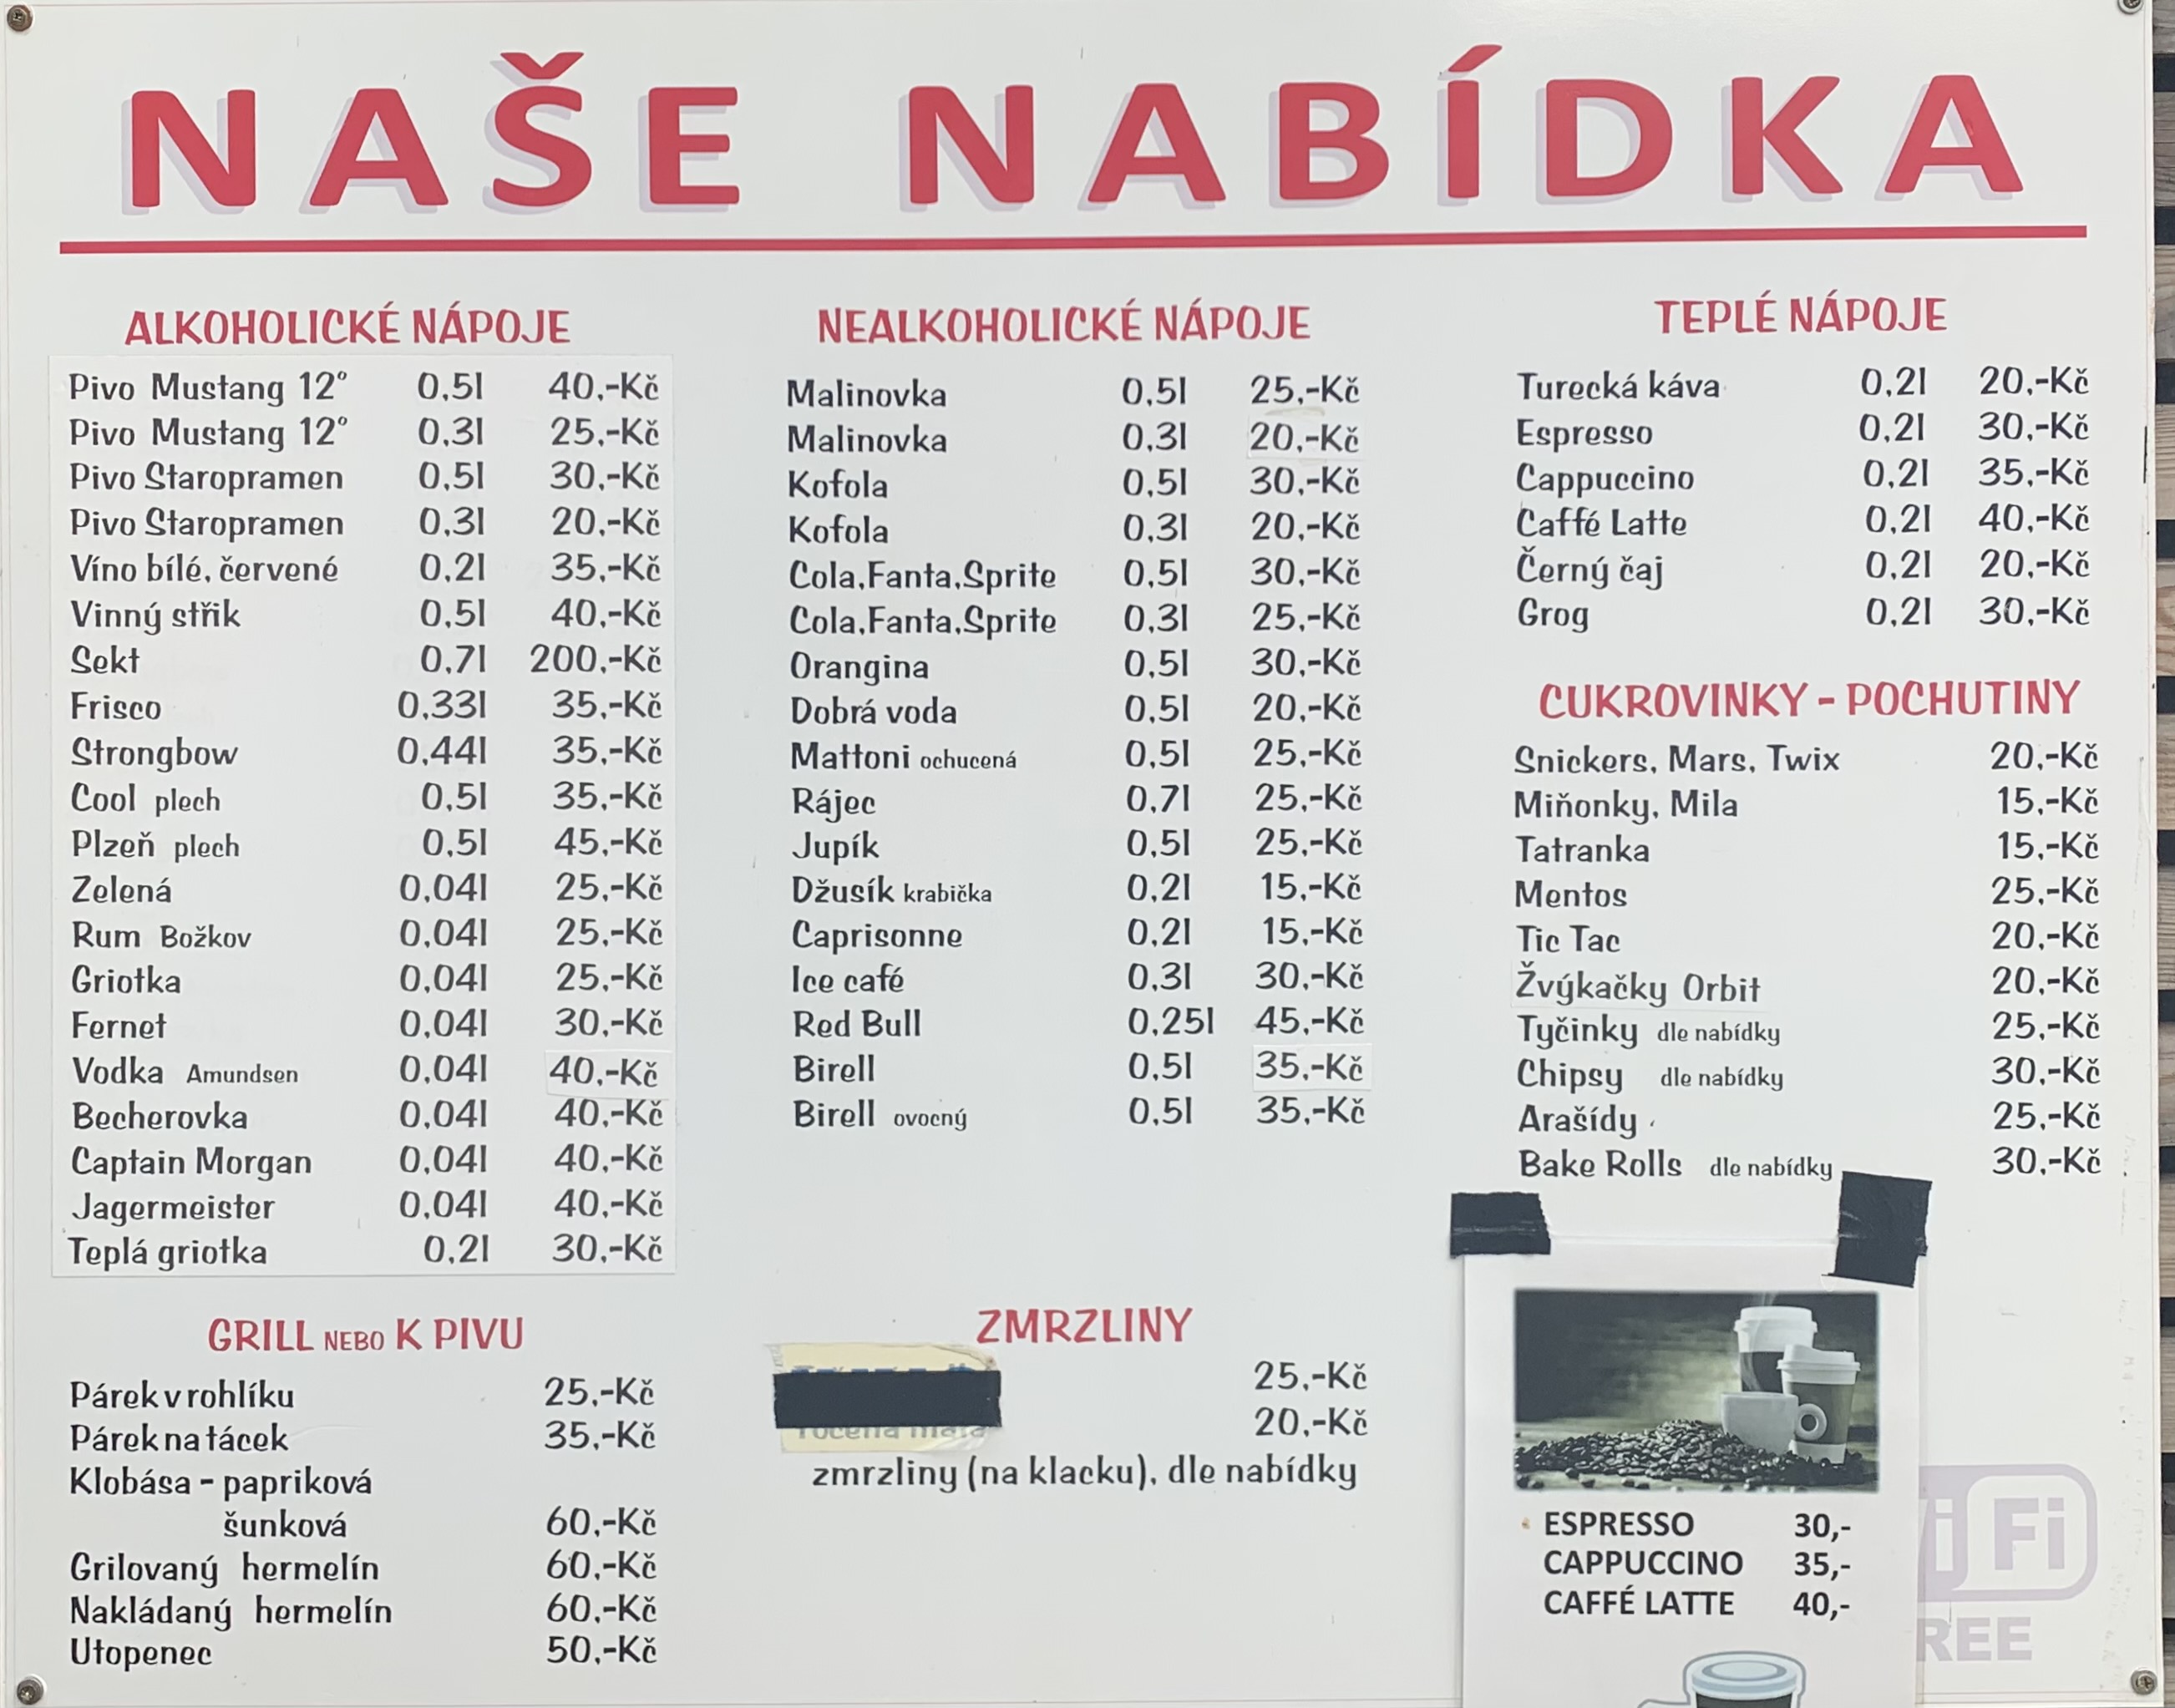 NAŠE NABÍDKA
ALKOHOLICKÉ NÁPOJE
Pivo Mustang 12° 0,5l 40,-Kč
Pivo Mustang 12° 0,3l 25,-Kč
Pivo Staropramen 0,5l 30,-Kč
Pivo Staropramen 0,3l 20,-Kč
Víno bílé, červené 0,2l 35,-Kč
Vinný střik 0,5l 40,-Kč
Sekt 0,7l 200,-Kč
Frisco 0,33l 35,-Kč
Strongbow 0,44l 35,-Kč
Cool plech 0,5l 35,-Kč
Plzeň plech 0,5l 45,-Kč
Zelená 0,04l 25,-Kč
Rum Božkov 0,04l 25,-Kč
Griotka 0,04l 25,-Kč
Fernet 0,04l 30,-Kč
Vodka Amundsen 0,04l 40,-Kč
Becherovka 0,04l 40,-Kč
Captain Morgan 0,04l 40,-Kč
Jagermeister 0,04l 40,-Kč
Teplá griotka 0,2l 30,-Kč
GRILL NEBO K PIVU
Párek v rohlíku 25,-Kč
Párek na tácek 35,-Kč
Klobása - papriková
šunková 60,-Kč
Grilovaný hermelín 60,-Kč
Nakládaný hermelín 60,-Kč
Utopenec 50,-Kč
NEALKOHOLICKÉ NÁPOJE
Malinovka 0,5l 25,-Kč
Malinovka 0,3l 20,-Kč
Kofola 0,5l 30,-Kč
Kofola 0,3l 20,-Kč
Cola,Fanta,Sprite 0,5l 30,-Kč
Cola,Fanta,Sprite 0,3l 25,-Kč
Orangina 0,5l 30,-Kč
Dobrá voda 0,5l 20,-Kč
Mattoni ochucená 0,5l 25,-Kč
Rájec 0,7l 25,-Kč
Jupík 0,5l 25,-Kč
Džusík krabička 0,2l 15,-Kč
Caprisonne 0,2l 15,-Kč
Ice café 0,3l 30,-Kč
Red Bull 0,25l 45,-Kč
Birell 0,5l 35,-Kč
Birell ovocný 0,5l 35,-Kč
ZMRZLINY
25,-Kč
20,-Kč
zmrzliny (na klacku), dle nabídky
TEPLÉ NÁPOJE
Turecká káva 0,2l 20,-Kč
Espresso 0,2l 30,-Kč
Cappuccino 0,2l 35,-Kč
Caffé Latte 0,2l 40,-Kč
Černý čaj 0,2l 20,-Kč
Grog 0,2l 30,-Kč
CUKROVINKY - POCHUTINY
Snickers, Mars, Twix 20,-Kč
Miňonky, Mila 15,-Kč
Tatranka 15,-Kč
Mentos 25,-Kč
Tic Tac 20,-Kč
Žvýkačky Orbit 20,-Kč
Tyčinky dle nabídky 25,-Kč
Chipsy dle nabídky 30,-Kč
Arašídy 25,-Kč
Bake Rolls dle nabídky 30,-Kč
ESPRESSO 30,-
CAPPUCCINO 35,-
CAFFÉ LATTE 40,-
Fi
REE